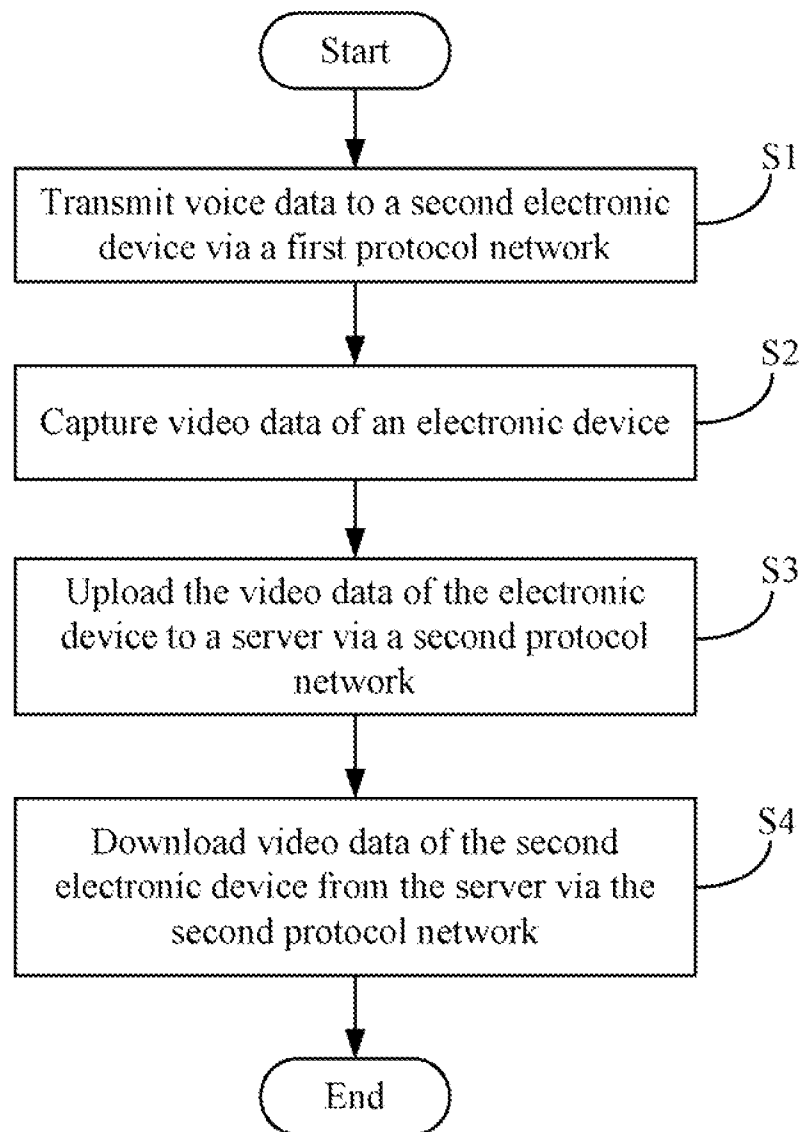 Start
S1
Transmit voice data to a second electronic
device via a first protocol network
S2
Capture video data of an electronic device
S3
Upload the video data of the electronic
device to a server via a second protocol
network
S4
Download video data of the second
electronic device from the server via the
second protocol network
End